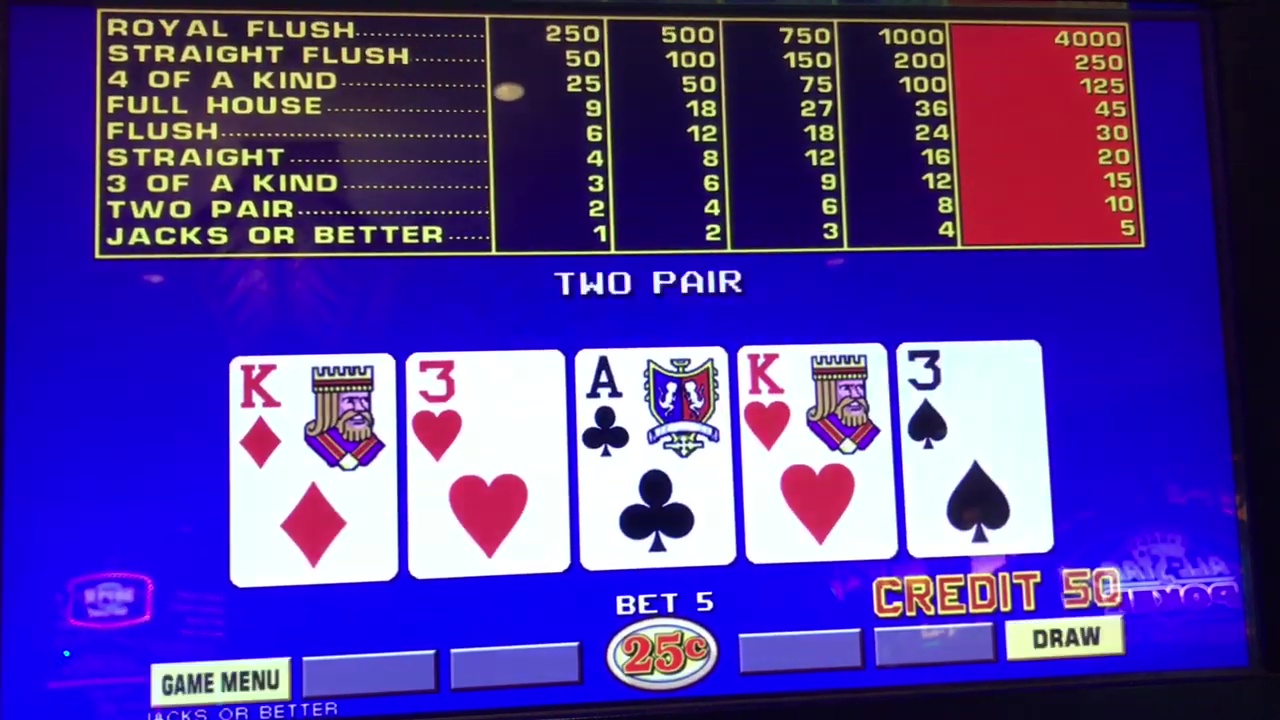 ROYAL FLUSH 250 500 750 1000 4000
STRAIGHT FLUSH 50 100 150 200 250
4 OF A KIND 25 50 75 100 125
FULL HOUSE 9 18 27 36 45
FLUSH 6 12 18 24 30
STRAIGHT 4 8 12 16 20
3 OF A KIND 3 6 9 12 15
TWO PAIR 2 4 6 8 10
JACKS OR BETTER 1 2 3 4 5
TWO PAIR
K 3 A K 3
BET 5
CREDIT 50
GAME MENU
25¢
DRAW
JACKS OR BETTER